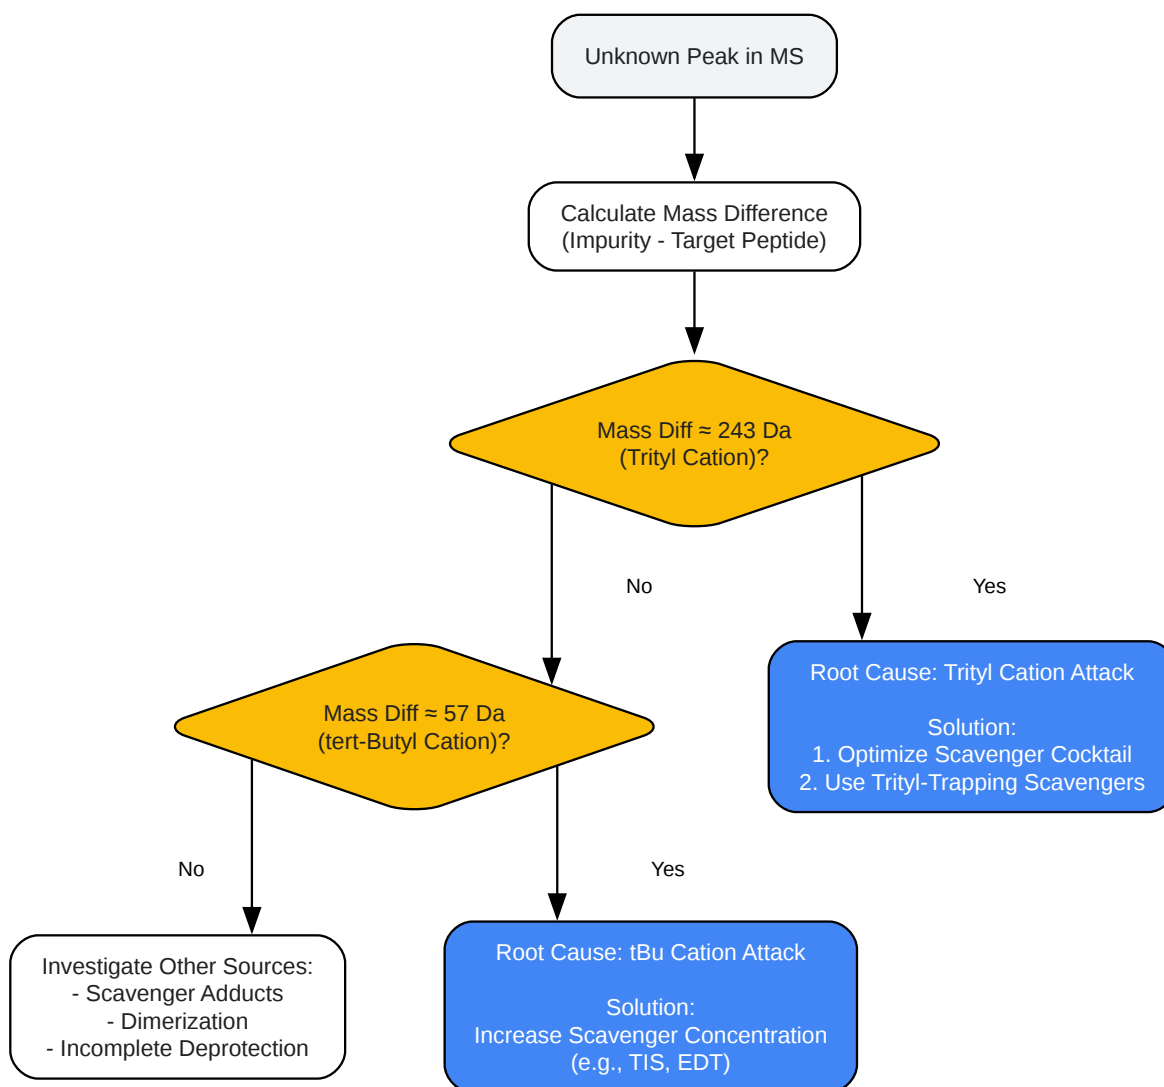 Unknown Peak in MS
Calculate Mass Difference
(Impurity - Target Peptide)
Mass Diff ≈ 243 Da
(Trityl Cation)?
No
Yes
Root Cause: Trityl Cation Attack
Solution:
1. Optimize Scavenger Cocktail
2. Use Trityl-Trapping Scavengers
Mass Diff ≈ 57 Da
(tert-Butyl Cation)?
No
Yes
Investigate Other Sources:
- Scavenger Adducts
- Dimerization
- Incomplete Deprotection
Root Cause: tBu Cation Attack
Solution:
Increase Scavenger Concentration
(e.g., TIS, EDT)